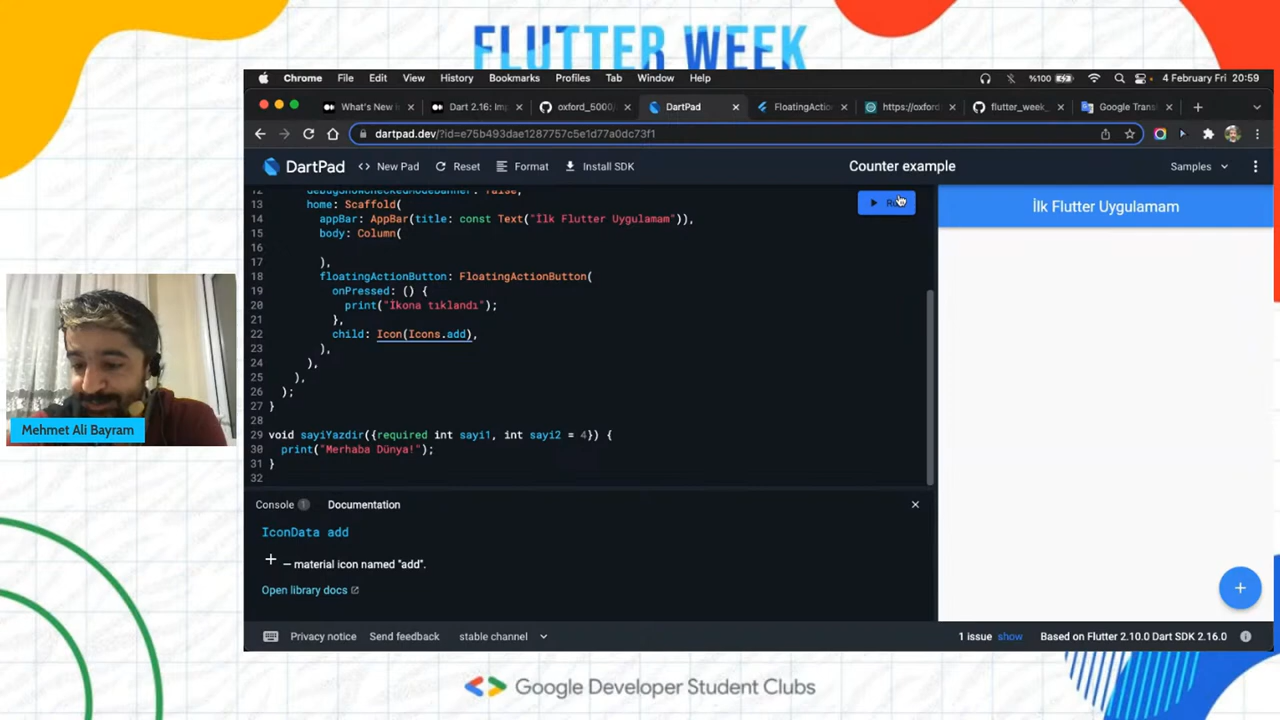 FLUTTER WEEK
Chrome File Edit View History Bookmarks Profiles Tab Window Help %100 4 February Fri 20:59
What's New i Dart 2.16: Imp oxford_5000/ DartPad FloatingActio https://oxford flutter_week_ Google Trans
dartpad.dev/?id=e75b493dae1287757c5e1d77a0dc73f1
DartPad <> New Pad Reset Format Install SDK Counter example Samples
12 debugShowCheckedModeBanner: false,
13 home: Scaffold(
14 appBar: AppBar(title: const Text("İlk Flutter Uygulamam")),
15 body: Column(
16
17 ),
18 floatingActionButton: FloatingActionButton(
19 onPressed: () {
20 print("İkona tıklandı");
21 },
22 child: Icon(Icons.add),
23 ),
24 ),
25 ),
26 );
27 }
28
29 void sayiYazdir({required int sayi1, int sayi2 = 4}) {
30 print("Merhaba Dünya!");
31 }
32
İlk Flutter Uygulamam
Mehmet Ali Bayram
Console 1 Documentation
IconData add
+ — material icon named "add".
Open library docs
+
Privacy notice Send feedback stable channel 1 issue show Based on Flutter 2.10.0 Dart SDK 2.16.0
Google Developer Student Clubs